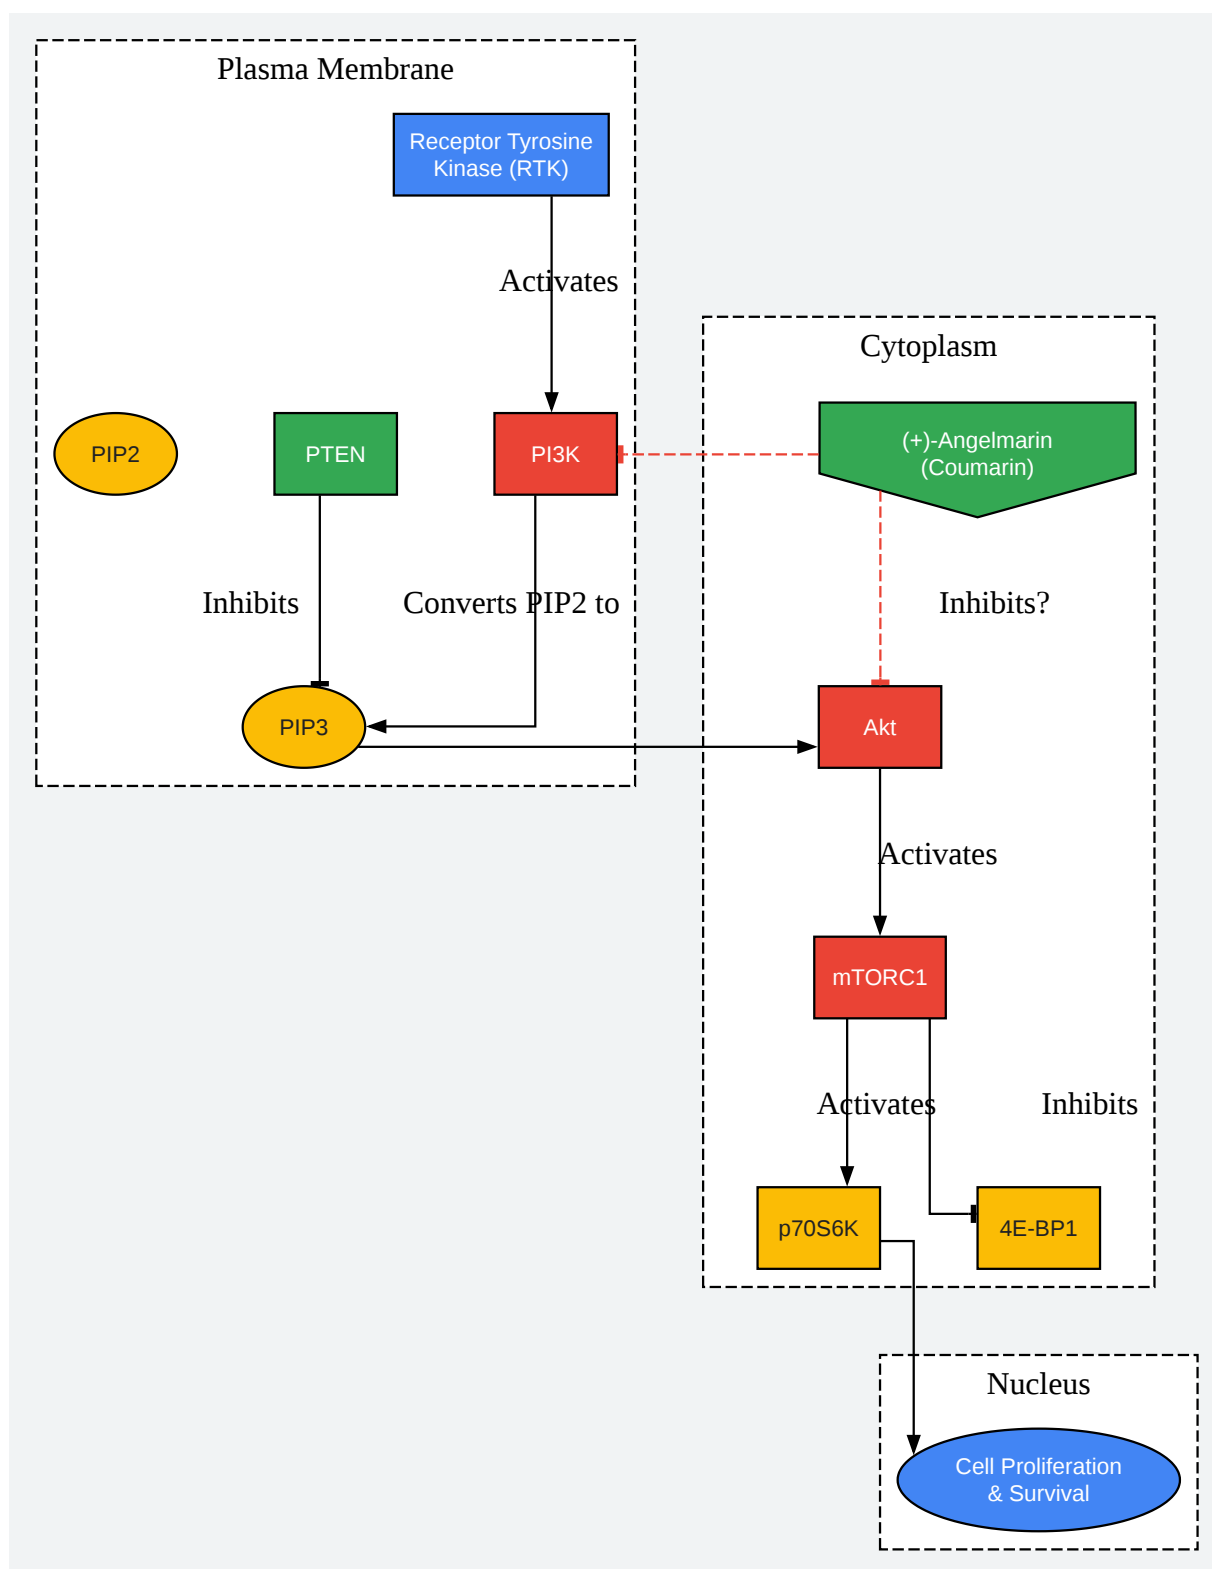 Plasma Membrane
Receptor Tyrosine
Kinase (RTK)
Activates
Cytoplasm
PIP2
PTEN
PI3K
(+)-Angelmarin
(Coumarin)
Inhibits
Converts PIP2 to
Inhibits?
PIP3
Akt
Activates
mTORC1
Activates
Inhibits
p70S6K
4E-BP1
Nucleus
Cell Proliferation
& Survival